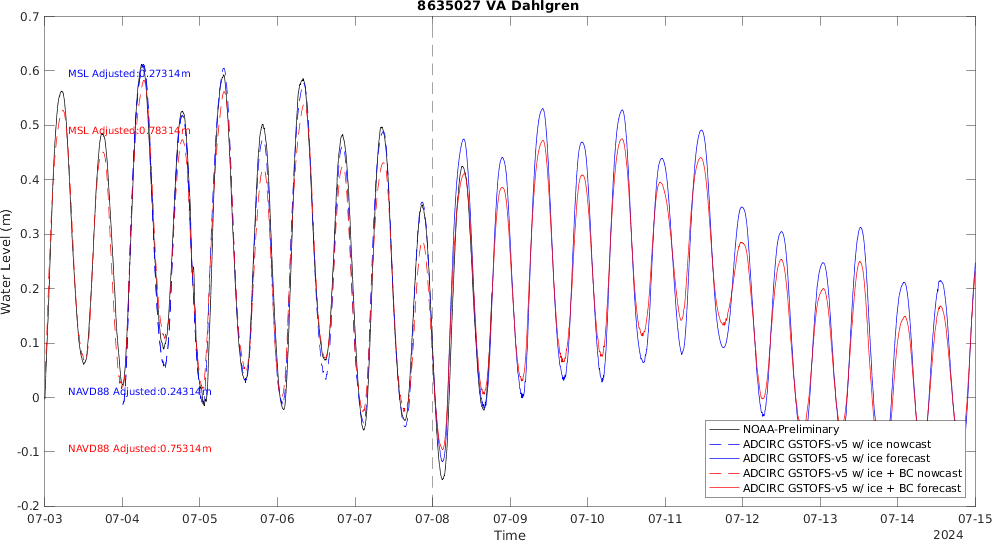 8635027 VA Dahlgren
0.7
0.6
0.5
0.4
0.3
0.2
0.1
0
-0.1
-0.2
Water Level (m)
MSL Adjusted:0.27314m
MSL Adjusted:0.78314m
NAVD88 Adjusted:0.24314m
NAVD88 Adjusted:0.75314m
NOAA-Preliminary
ADCIRC GSTOFS-v5 w/ ice nowcast
ADCIRC GSTOFS-v5 w/ ice forecast
ADCIRC GSTOFS-v5 w/ ice + BC nowcast
ADCIRC GSTOFS-v5 w/ ice + BC forecast
07-03 07-04 07-05 07-06 07-07 07-08 07-09 07-10 07-11 07-12 07-13 07-14 07-15
Time
2024